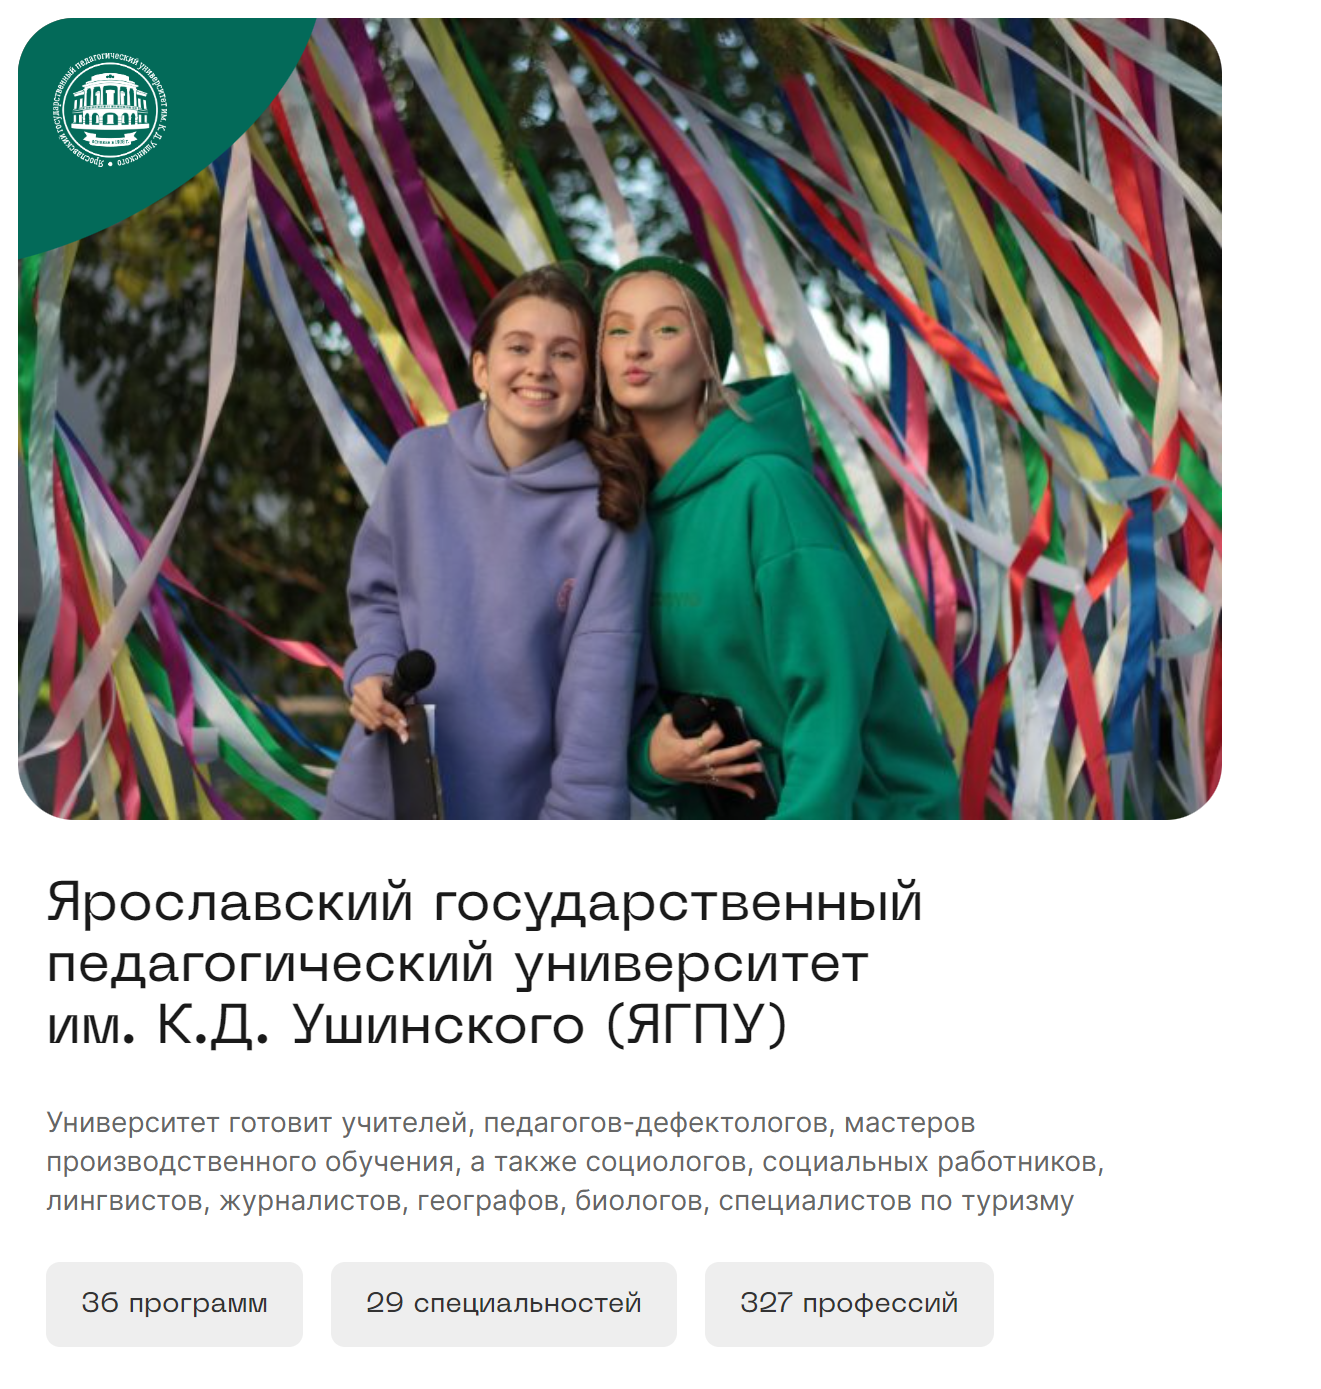 Ярославский государственный педагогический университет им. К. Д. Ушинского
Ярославский государственный
педагогический университет
им. К.Д. Ушинского (ЯГПУ)
Университет готовит учителей, педагогов-дефектологов, мастеров
производственного обучения, а также социологов, социальных работников,
лингвистов, журналистов, географов, биологов, специалистов по туризму
36 программ
29 специальностей
327 профессий